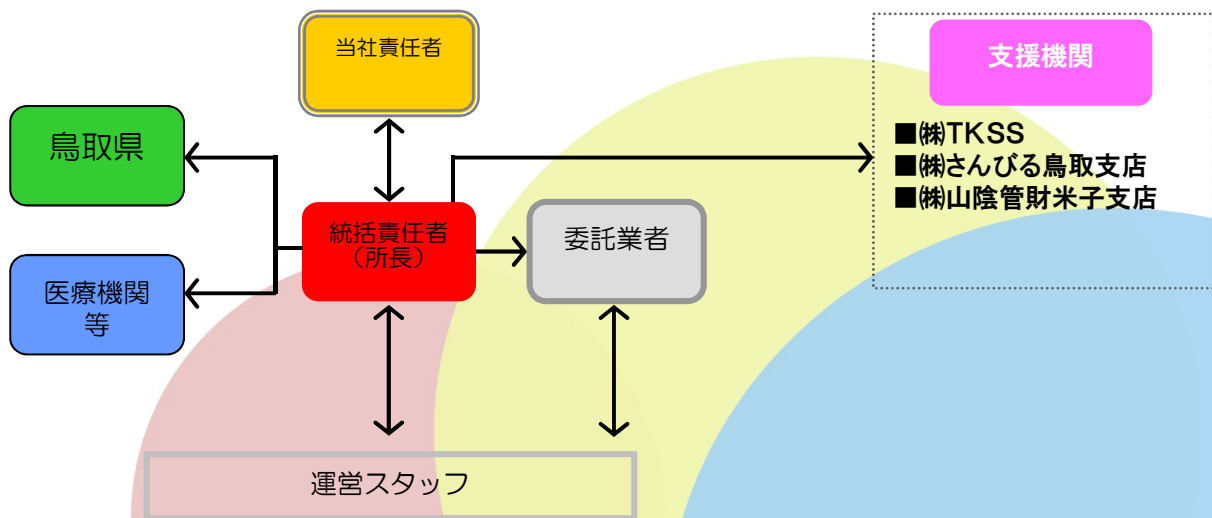 当社責任者
支援機関
鳥取県
■㈱TKSS
■㈱さんびる鳥取支店
■㈱山陰管財米子支店
統括責任者
（所長）
委託業者
医療機関
等
運営スタッフ